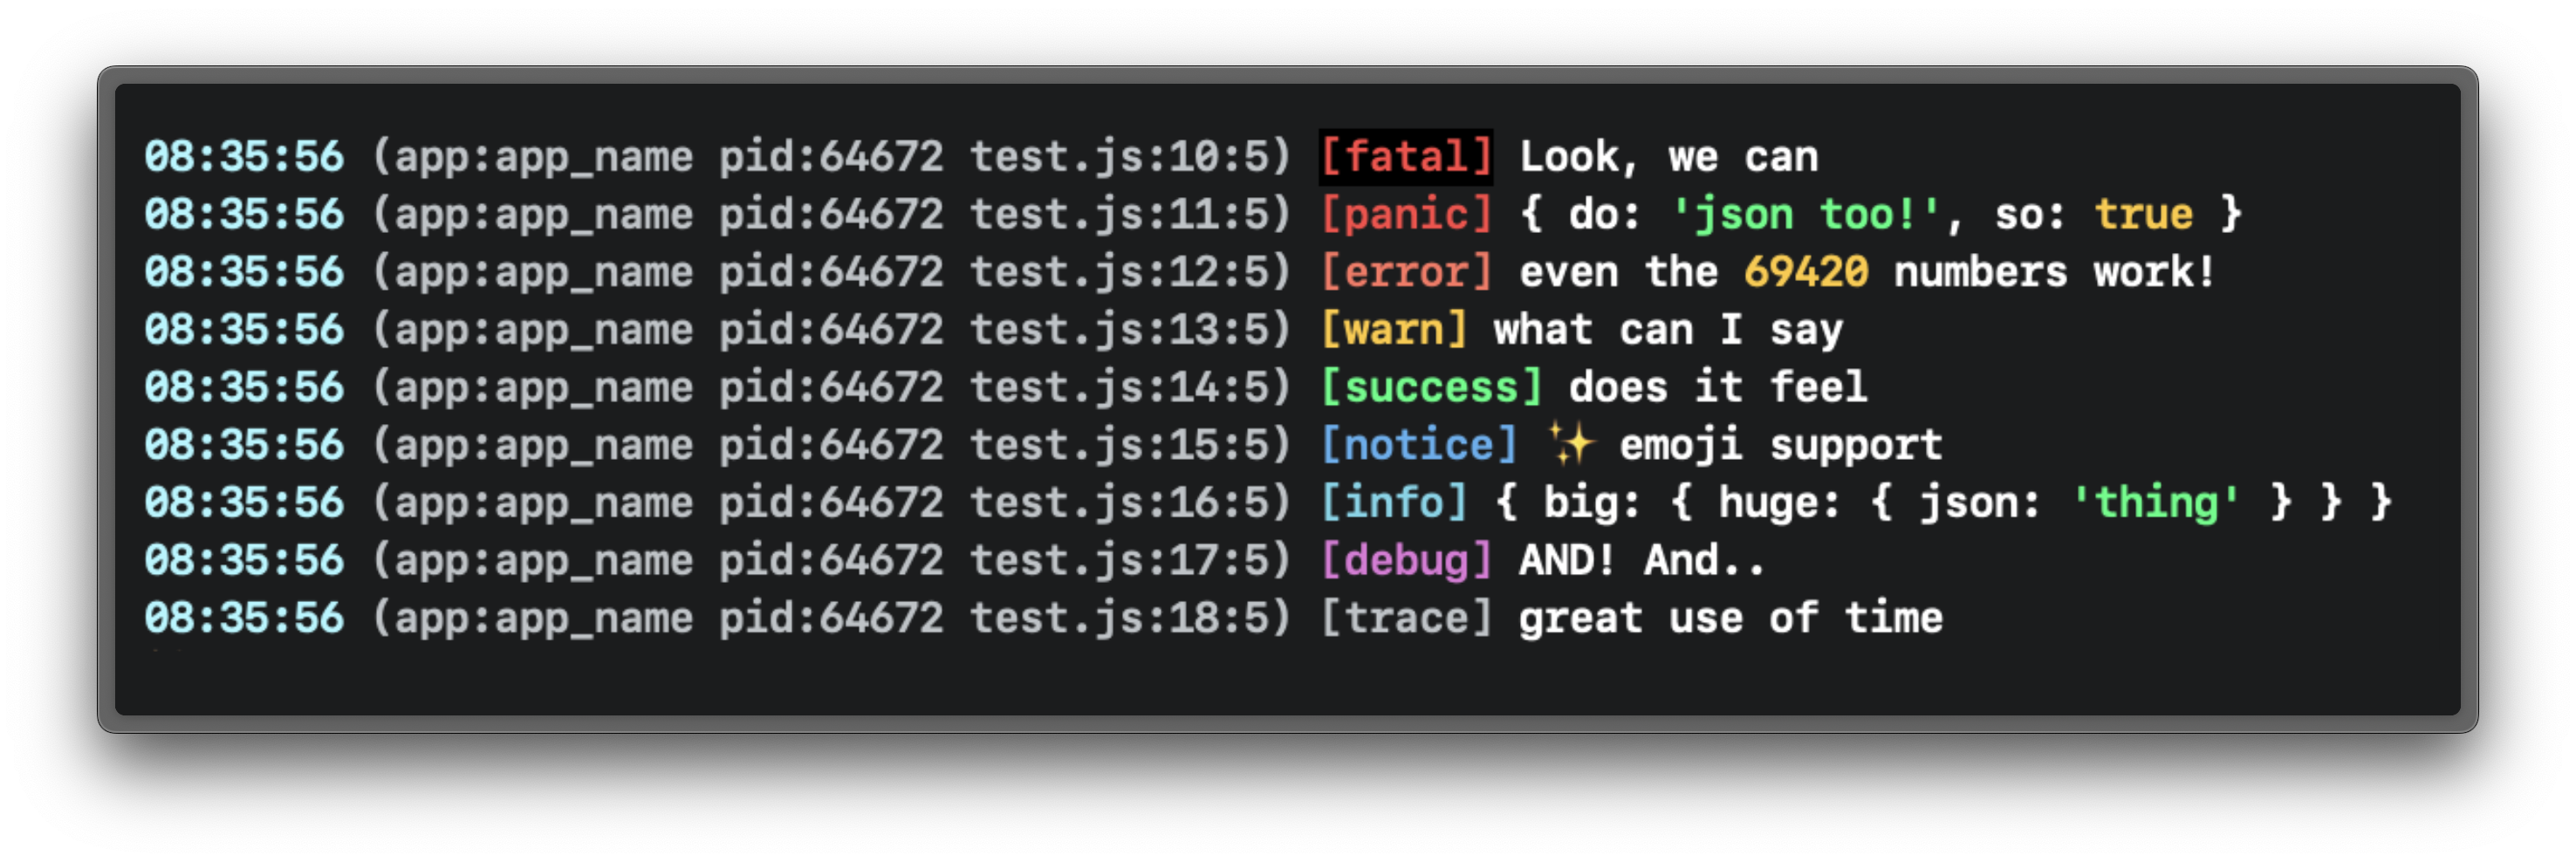 08:35:56 (app:app_name pid:64672 test.js:10:5) [fatal] Look, we can
08:35:56 (app:app_name pid:64672 test.js:11:5) [panic] { do: 'json too!', so: true }
08:35:56 (app:app_name pid:64672 test.js:12:5) [error] even the 69420 numbers work!
08:35:56 (app:app_name pid:64672 test.js:13:5) [warn] what can I say
08:35:56 (app:app_name pid:64672 test.js:14:5) [success] does it feel
08:35:56 (app:app_name pid:64672 test.js:15:5) [notice] ✨ emoji support
08:35:56 (app:app_name pid:64672 test.js:16:5) [info] { big: { huge: { json: 'thing' } } }
08:35:56 (app:app_name pid:64672 test.js:17:5) [debug] AND! And..
08:35:56 (app:app_name pid:64672 test.js:18:5) [trace] great use of time